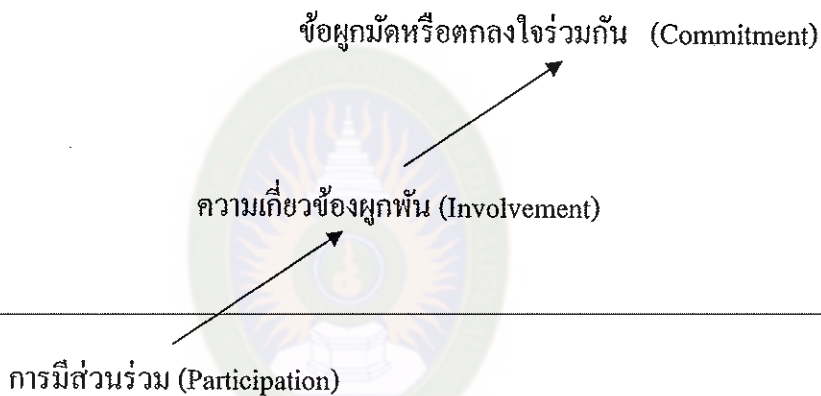 ข้อผูกมัดหรือตกลงใจร่วมกัน (Commitment)
ความเกี่ยวข้องผูกพัน (Involvement)
การมีส่วนร่วม (Participation)